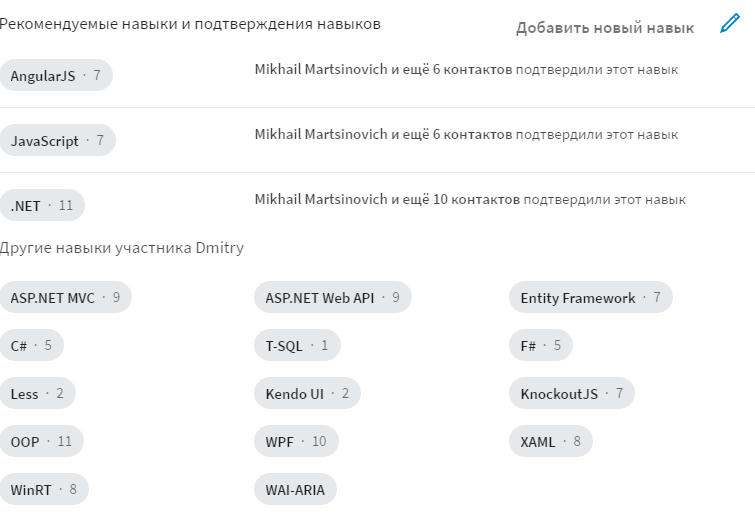 Рекомендуемые навыки и подтверждения навыков
Добавить новый навык
AngularJS · 7
Mikhail Martsinovich и ещё 6 контактов подтвердили этот навык
JavaScript · 7
Mikhail Martsinovich и ещё 6 контактов подтвердили этот навык
.NET · 11
Mikhail Martsinovich и ещё 10 контактов подтвердили этот навык
Другие навыки участника Dmitry
ASP.NET MVC · 9
ASP.NET Web API · 9
Entity Framework · 7
C# · 5
T-SQL · 1
F# · 5
Less · 2
Kendo UI · 2
KnockoutJS · 7
OOP · 11
WPF · 10
XAML · 8
WinRT · 8
WAI-ARIA